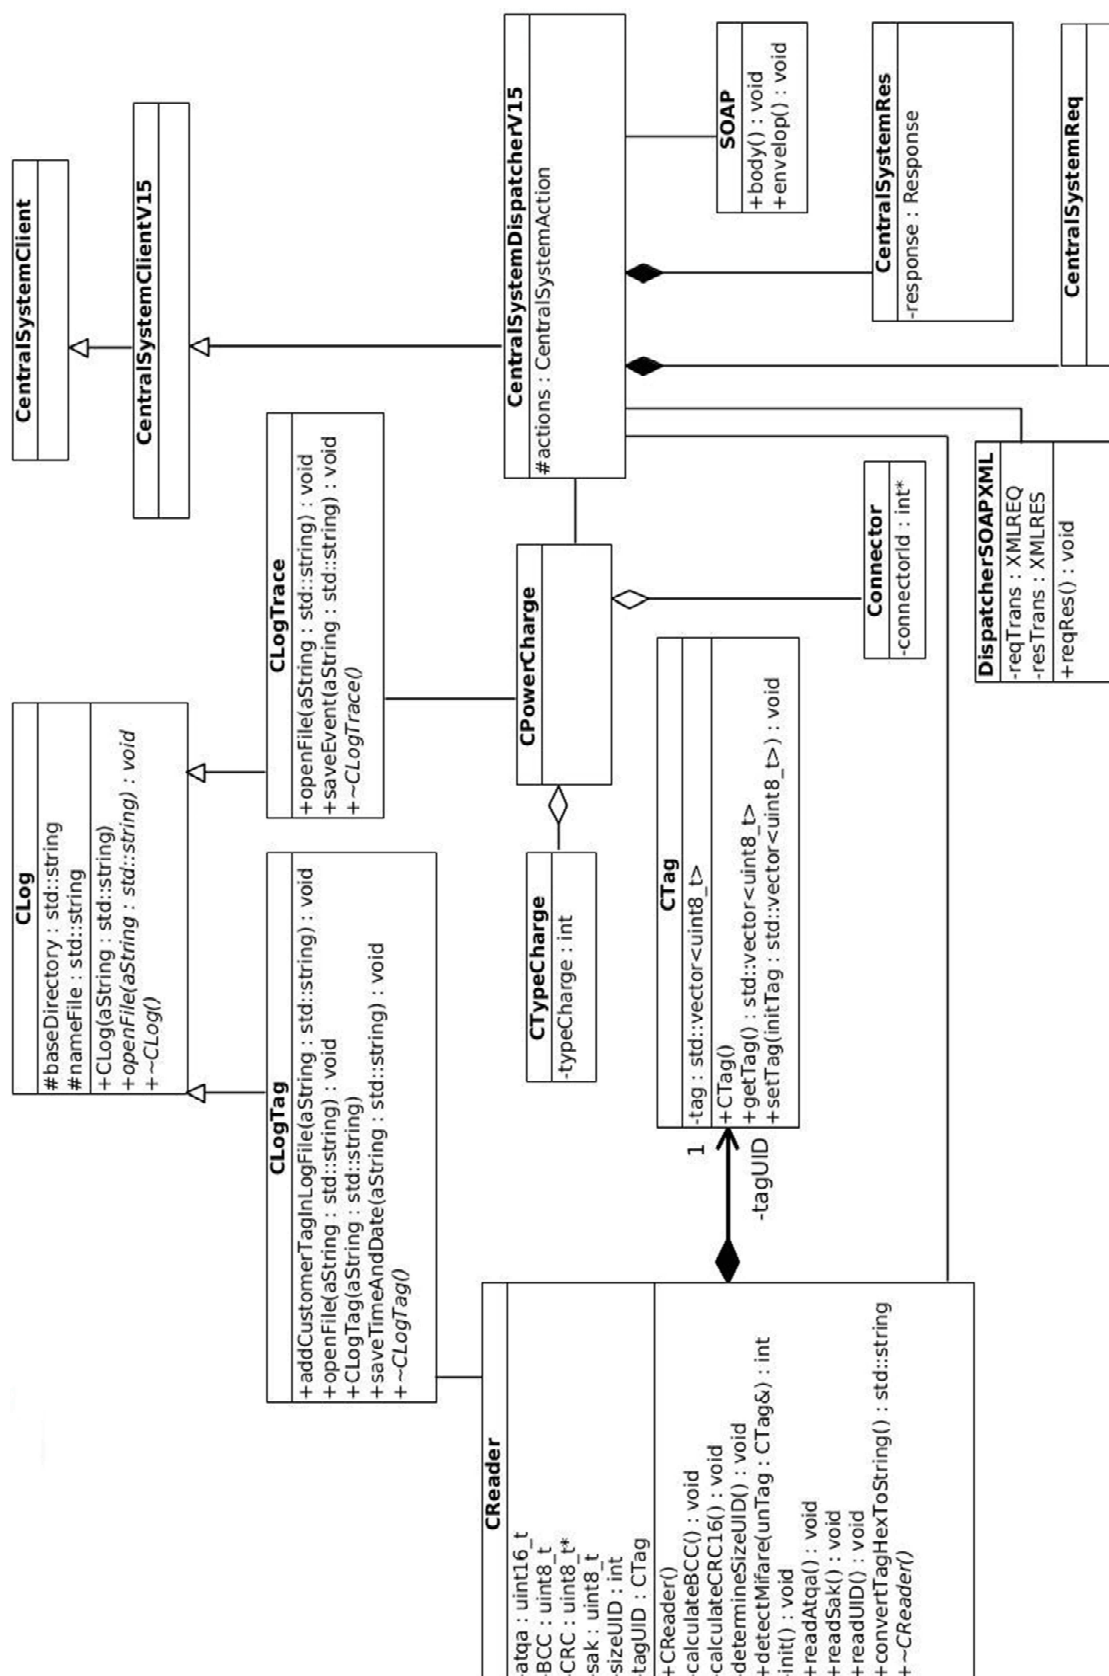 CentralSystemClient
CentralSystemClientV15
CLog
#baseDirectory : std::string
#nameFile : std::string
+CLog(aString : std::string)
+openFile(aString : std::string) : void
+~CLog()
CLogTrace
+openFile(aString : std::string) : void
+saveEvent(aString : std::string) : void
+~CLogTrace()
CLogTag
+addCustomerTagInLogFile(aString : std::string) : void
+openFile(aString : std::string) : void
+CLogTag(aString : std::string)
+saveTimeAndDate(aString : std::string) : void
+~CLogTag()
CentralSystemDispatcherV15
#actions : CentralSystemAction
CPowerCharge
CTypeCharge
-typeCharge : int
SOAP
+body() : void
+envelop() : void
CTag
-tag : std::vector<uint8_t>
+CTag()
+getTag() : std::vector<uint8_t>
+setTag(initTag : std::vector<uint8_t>) : void
1
-tagUID
CReader
-atqa : uint16_t
-BCC : uint8_t
-CRC : uint8_t*
-sak : uint8_t
-sizeUID : int
-tagUID : CTag
+CReader()
-calculateBCC() : void
-calculateCRC16() : void
-determineSizeUID() : void
+detectMifare(unTag : CTag&) : int
-init() : void
+readAtqa() : void
+readSak() : void
+readUID() : void
+convertTagHexToString() : std::string
+~CReader()
CentralSystemRes
-response : Response
Connector
-connectorId : int*
DispatcherSOAPXML
-reqTrans : XMLREQ
-resTrans : XMLRES
+reqRes() : void
CentralSystemReq